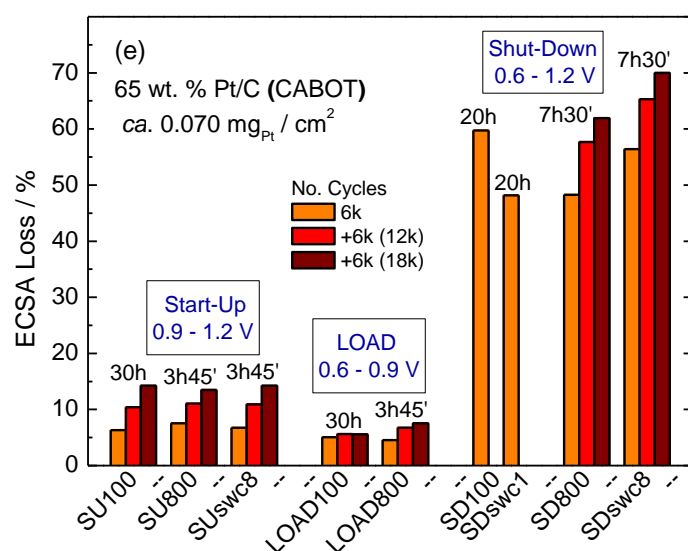 (e)
65 wt. % Pt/C (CABOT)
ca. 0.070 mgPt / cm2
Shut-Down
0.6 - 1.2 V
7h30'
7h30'
20h
20h
No. Cycles
6k
+6k (12k)
+6k (18k)
Start-Up
0.9 - 1.2 V
LOAD
0.6 - 0.9 V
30h
3h45'
3h45'
30h
3h45'
ECSA Loss / %
70
60
50
40
30
20
10
0
SU100
--
SU800
--
SUswc8
--
--
LOAD100
--
LOAD800
--
--
SD100
SDswc1
--
SD800
--
SDswc8
--